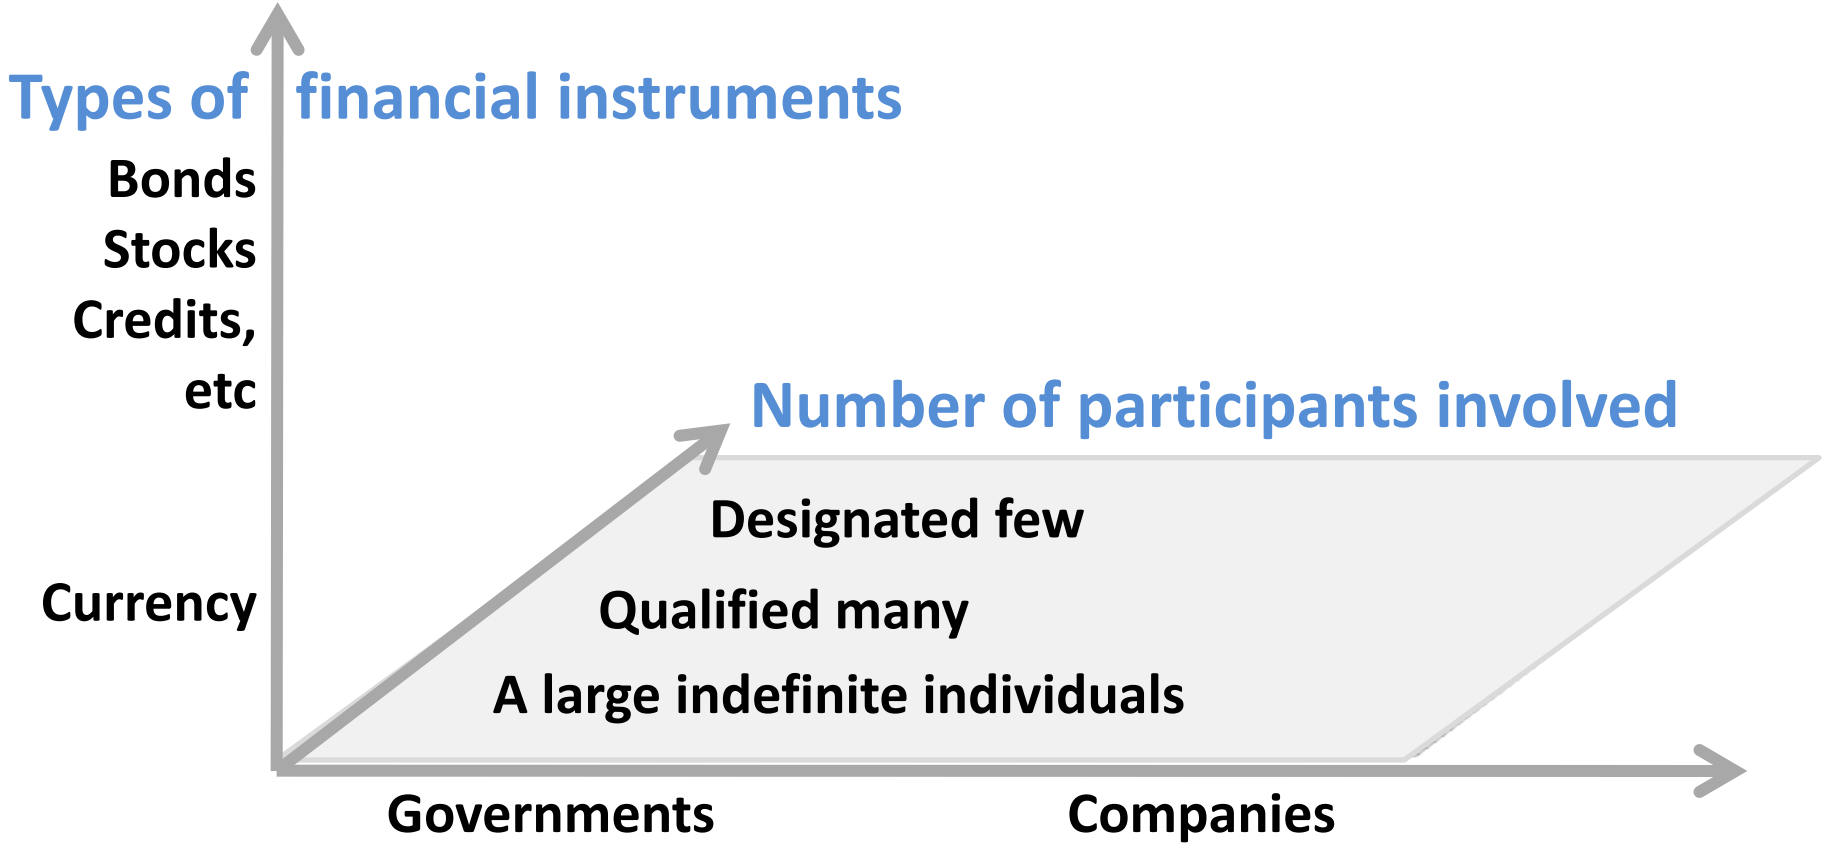 Types of financial instruments
Bonds
Stocks
Credits,
etc
Number of participants involved
Designated few
Currency
Qualified many
A large indefinite individuals
Governments
Companies